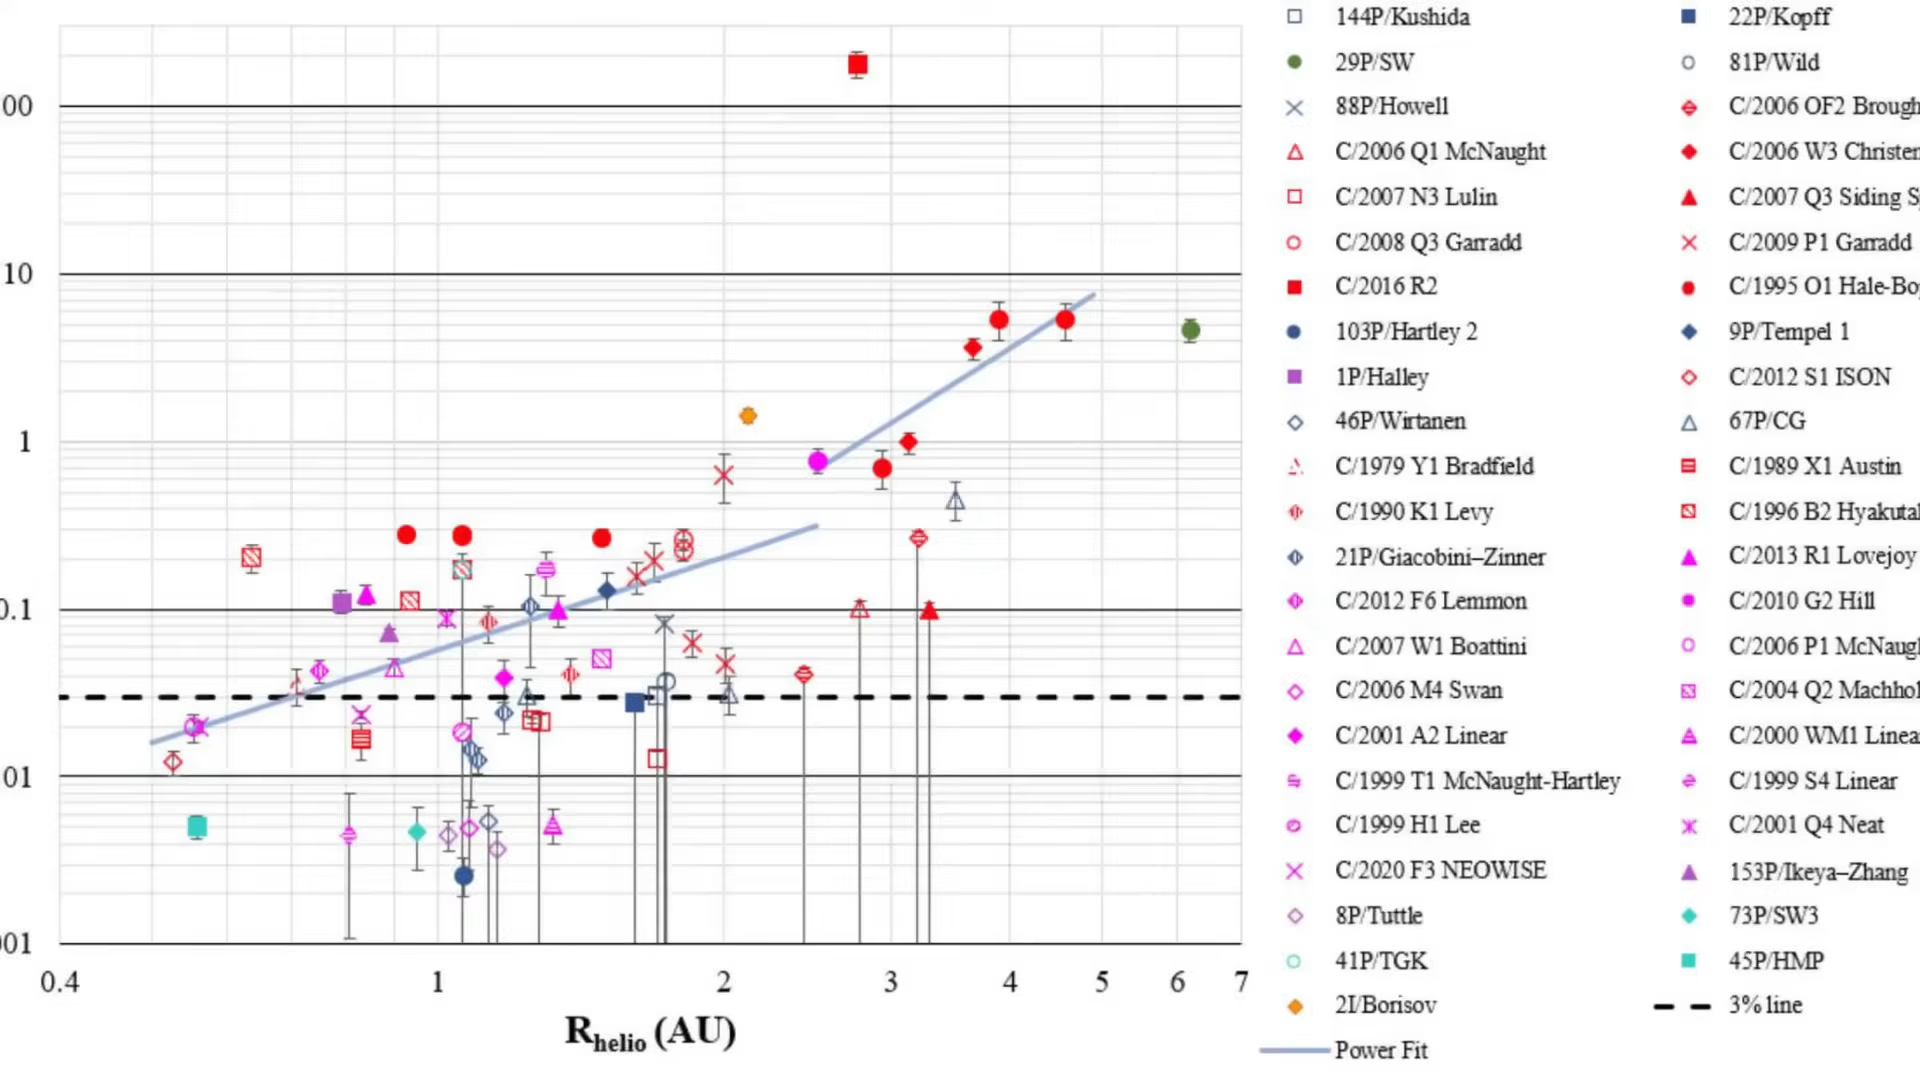 144P/Kushida
22P/Kopff
29P/SW
81P/Wild
88P/Howell
C/2006 OF2 Brough
C/2006 Q1 McNaught
C/2006 W3 Christen
C/2007 N3 Lulin
C/2007 Q3 Siding S
C/2008 Q3 Garradd
C/2009 P1 Garradd
C/2016 R2
C/1995 O1 Hale-Bo
103P/Hartley 2
9P/Tempel 1
1P/Halley
C/2012 S1 ISON
46P/Wirtanen
67P/CG
C/1979 Y1 Bradfield
C/1989 X1 Austin
C/1990 K1 Levy
C/1996 B2 Hyakutak
21P/Giacobini–Zinner
C/2013 R1 Lovejoy
C/2012 F6 Lemmon
C/2010 G2 Hill
C/2007 W1 Boattini
C/2006 P1 McNaugh
C/2006 M4 Swan
C/2004 Q2 Machhol
C/2001 A2 Linear
C/2000 WM1 Linea
C/1999 T1 McNaught-Hartley
C/1999 S4 Linear
C/1999 H1 Lee
C/2001 Q4 Neat
C/2020 F3 NEOWISE
153P/Ikeya–Zhang
8P/Tuttle
73P/SW3
41P/TGK
45P/HMP
2I/Borisov
3% line
Power Fit
00
10
1
0.1
01
001
0.4
1
2
3
4
5
6
7
Rhelio (AU)